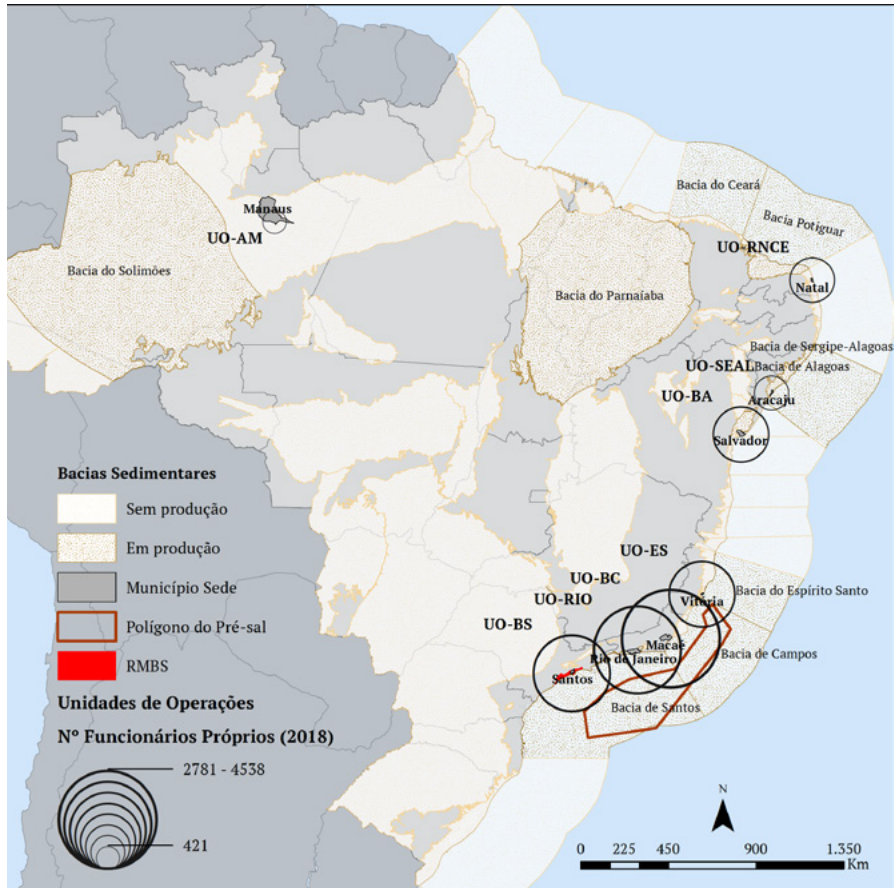 Bacia do Ceará
Bacia Potiguar
Manaus
UO-AM
UO-RNCE
Bacia do Solimões
Natal
Bacia do Parnaíaba
Bacia de Sergipe-Alagoas
UO-SEAL
Bacia de Alagoas
UO-BA
Aracaju
Salvador
Bacias Sedimentares
Sem produção
Em produção
Município Sede
Polígono do Pré-sal
RMBS
Unidades de Operações
Nº Funcionários Próprios (2018)
2781 - 4538
421
UO-ES
UO-BC
UO-RIO
UO-BS
Vitória
Bacia do Espírito Santo
Macaé
Rio de Janeiro
Bacia de Campos
Santos
Bacia de Santos
N
0 225 450 900 1.350
Km